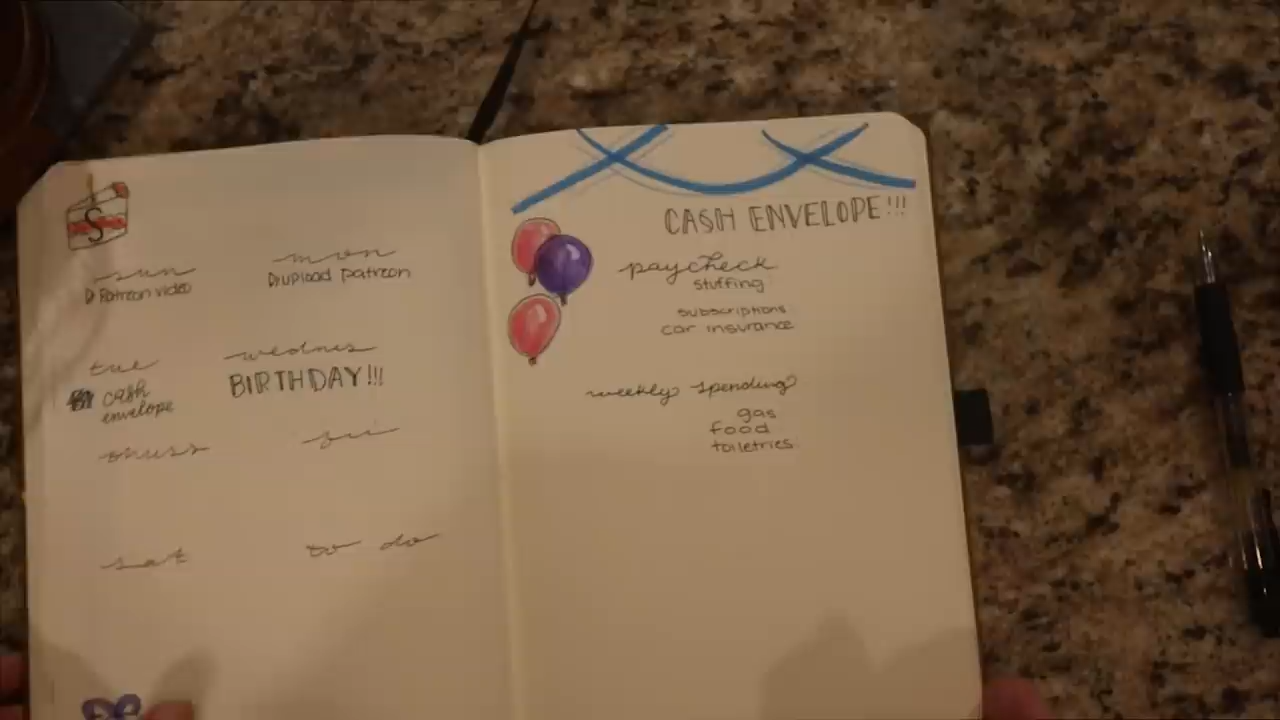 S
sun
Patreon video
mon
upload patreon
tue
cash
envelope
wednes
BIRTHDAY!!!
thurs
fri
sat
to do
CASH ENVELOPE!!!
paycheck
stuffing
subscriptions
car insurance
weekly spending
gas
food
toiletries